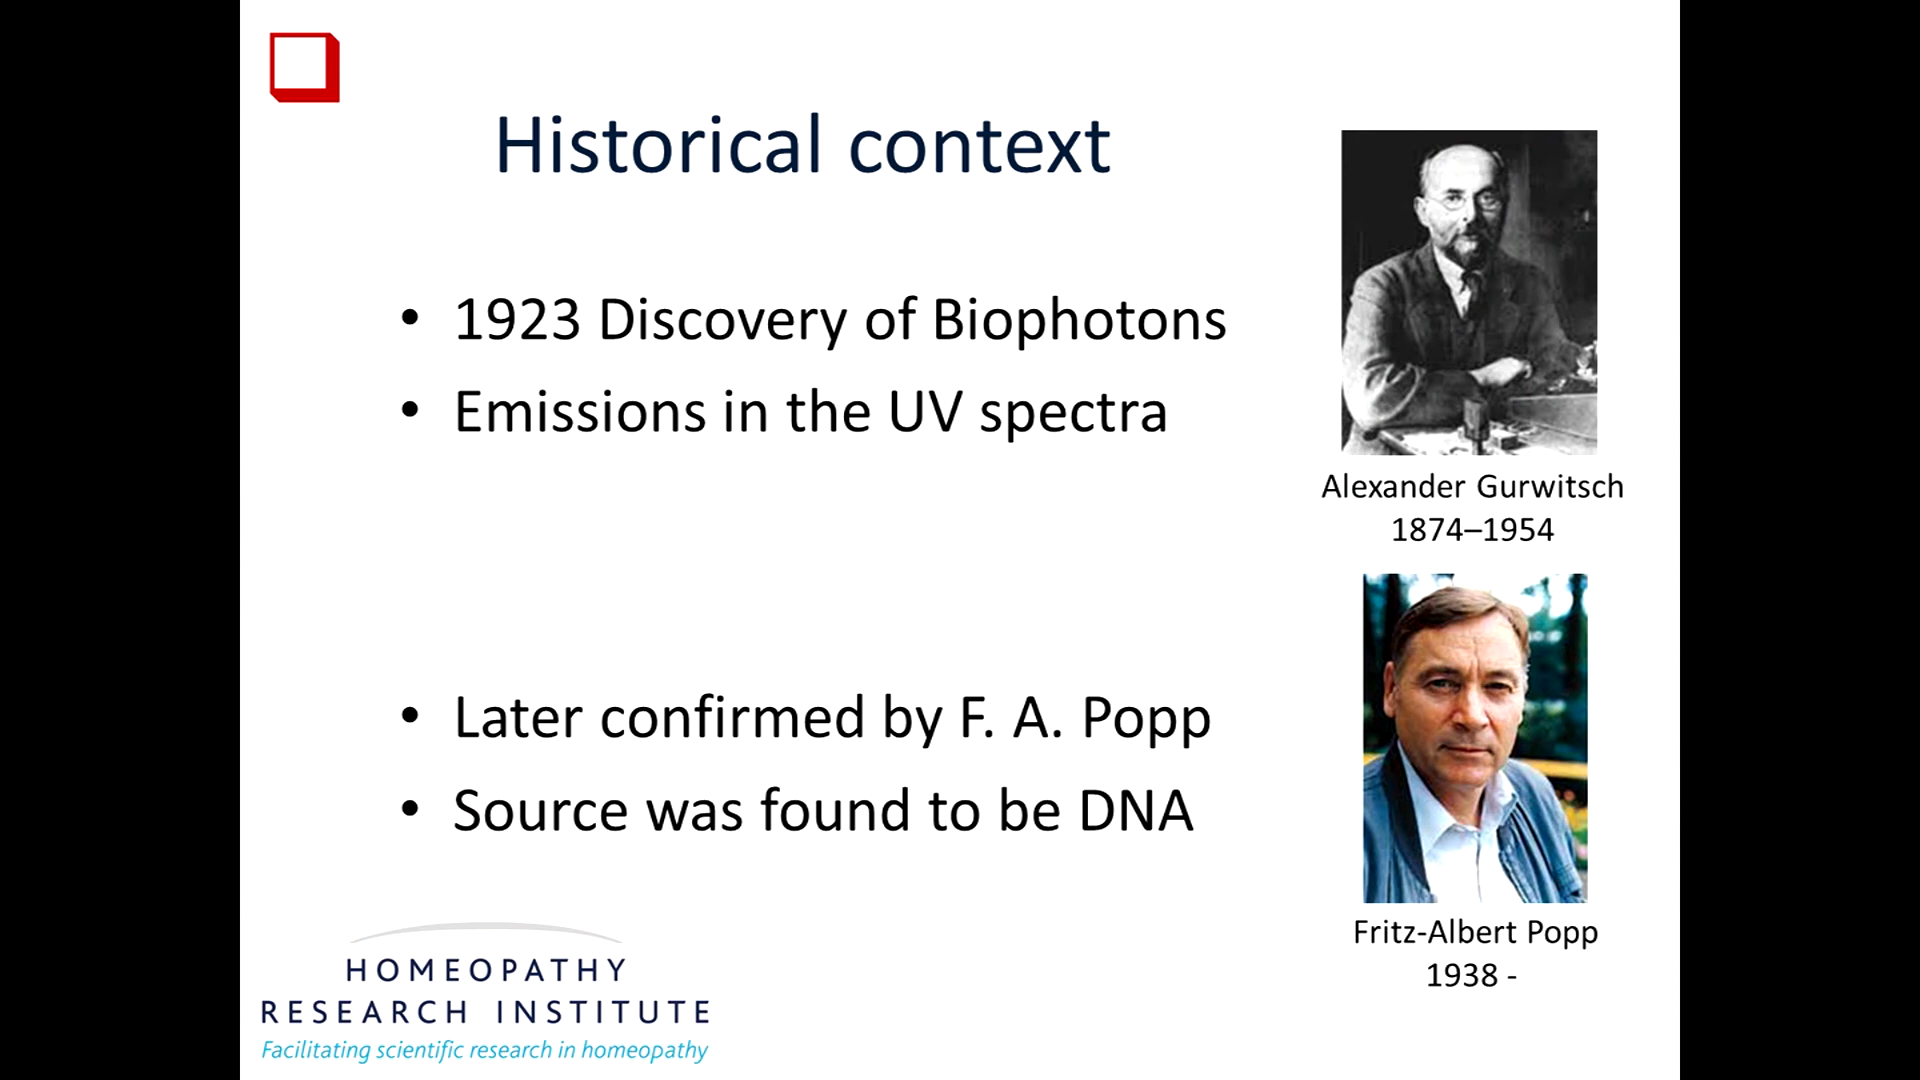 Historical context
• 1923 Discovery of Biophotons
• Emissions in the UV spectra
Alexander Gurwitsch
1874–1954
• Later confirmed by F. A. Popp
• Source was found to be DNA
Fritz-Albert Popp
1938 -
HOMEOPATHY
RESEARCH INSTITUTE
Facilitating scientific research in homeopathy